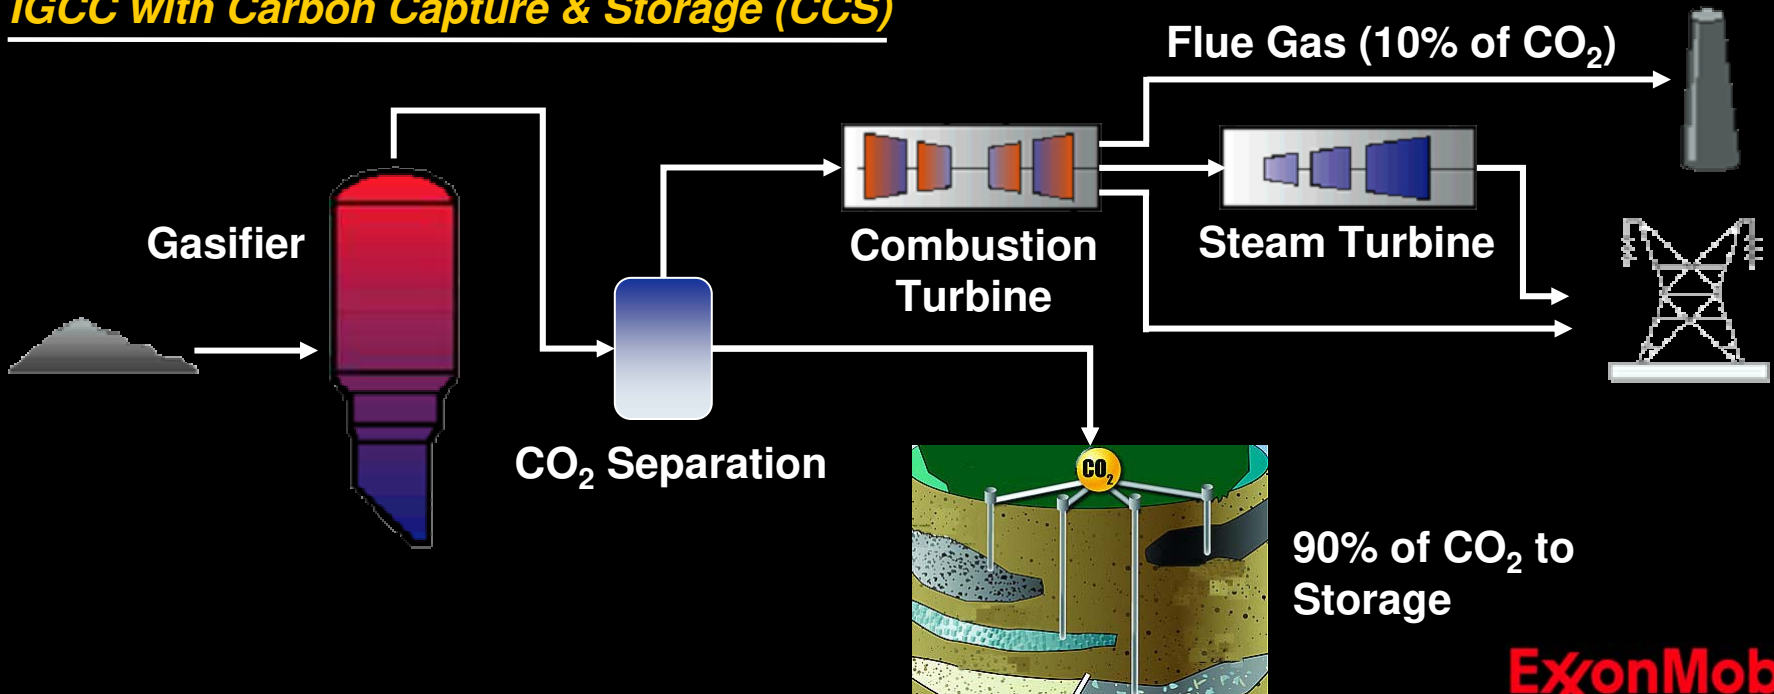 IGCC with Carbon Capture & Storage (CCS)
Flue Gas (10% of CO₂)
Gasifier
Combustion
Turbine
Steam Turbine
CO₂ Separation
CO₂
90% of CO₂ to
Storage
ExxonMob